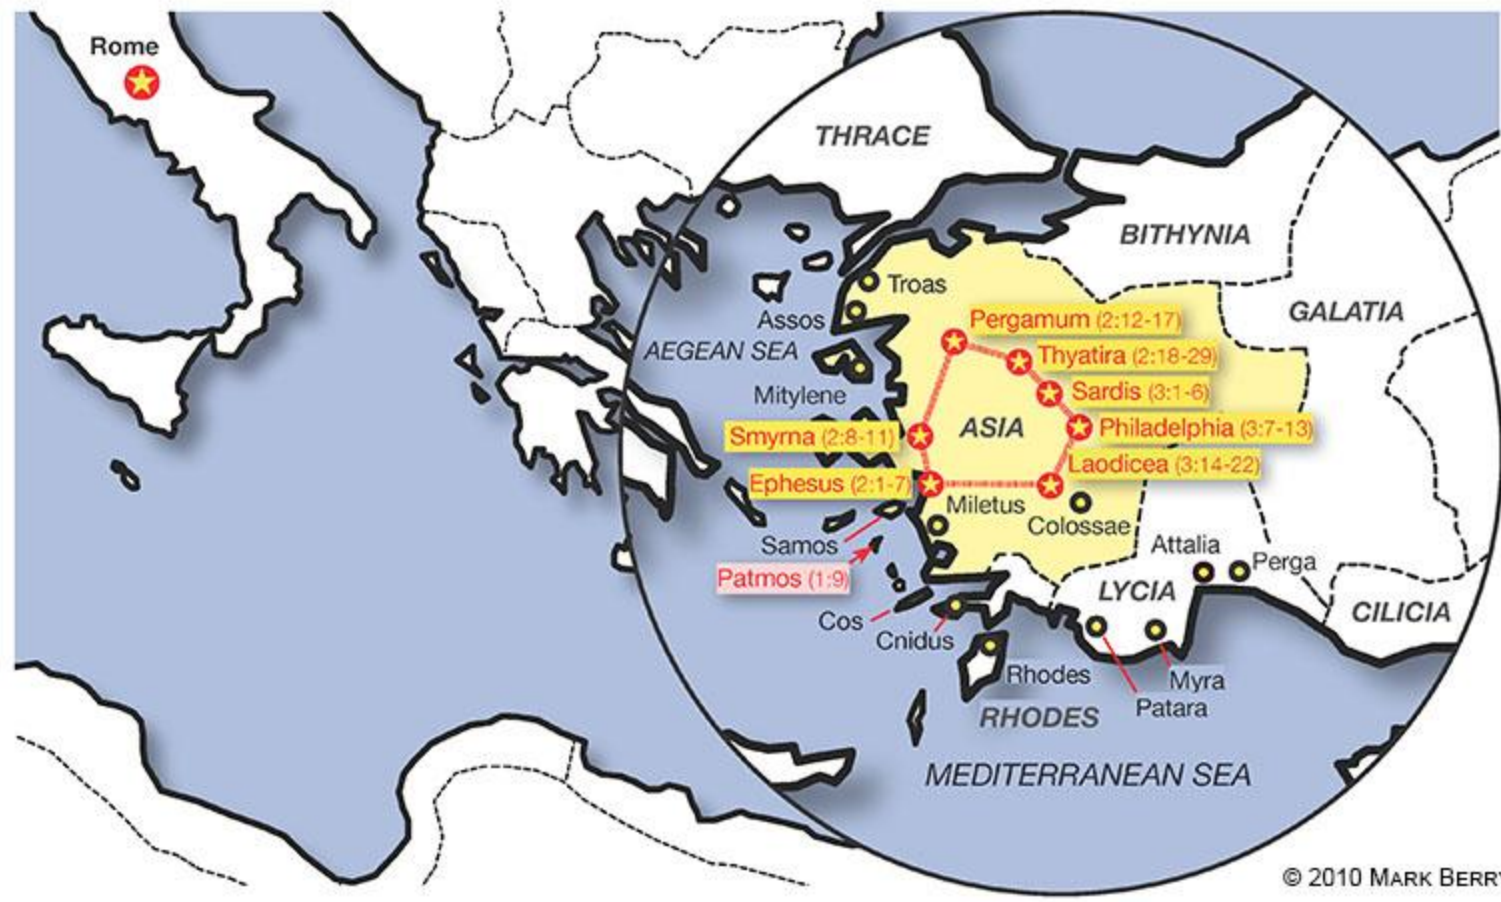 Rome
THRACE
BITHYNIA
Troas
GALATIA
Assos
Pergamum (2:12-17)
AEGEAN SEA
Thyatira (2:18-29)
Mitylene
Sardis (3:1-6)
Smyrna (2:8-11)
ASIA
Philadelphia (3:7-13)
Laodicea (3:14-22)
Ephesus (2:1-7)
Miletus
Colossae
Samos
Attalia
Perga
Patmos (1:9)
LYCIA
CILICIA
Cos
Cnidus
Rhodes
Myra
Patara
RHODES
MEDITERRANEAN SEA
© 2010 MARK BERRY